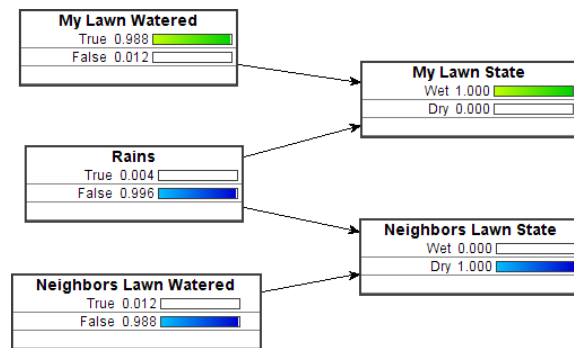 My Lawn Watered
True 0.988
False 0.012
My Lawn State
Wet 1.000
Dry 0.000
Rains
True 0.004
False 0.996
Neighbors Lawn State
Wet 0.000
Dry 1.000
Neighbors Lawn Watered
True 0.012
False 0.988